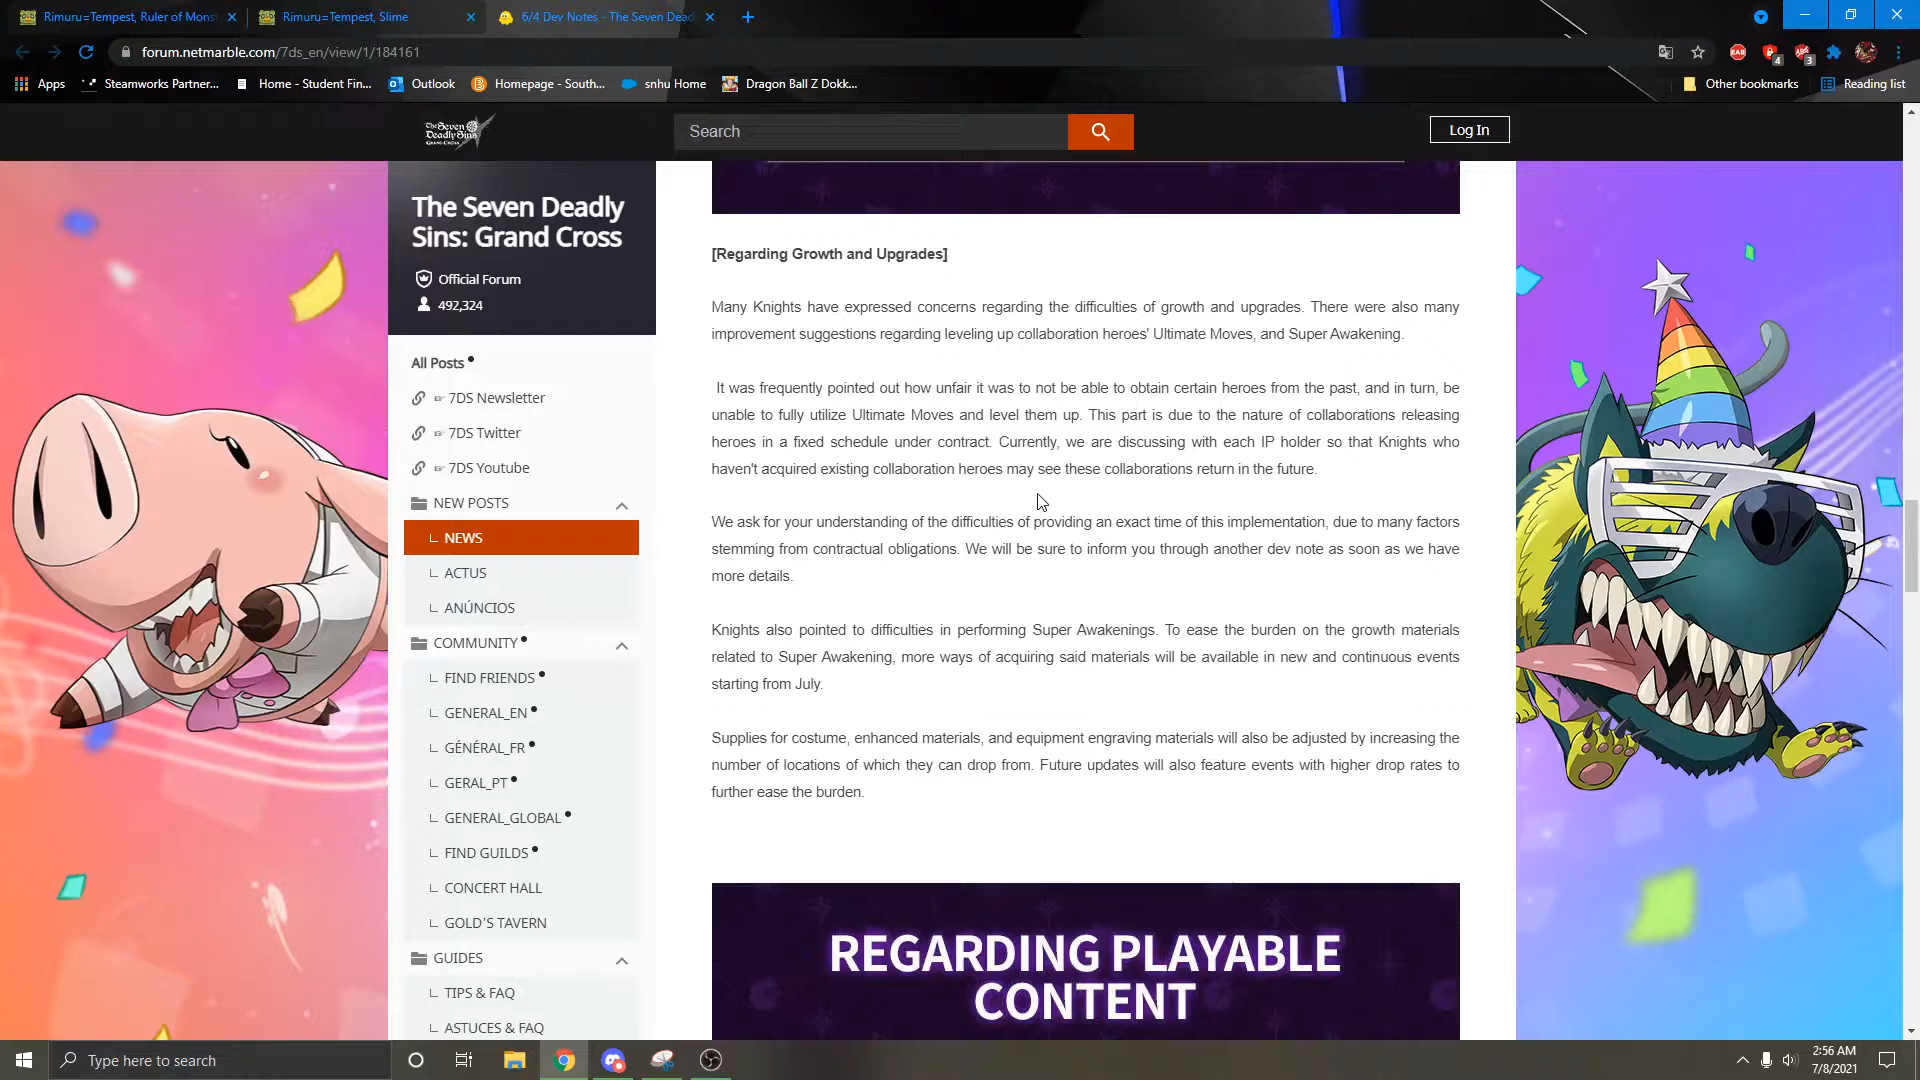 Rimuru=Tempest, Ruler of Monst
Rimuru=Tempest, Slime
6/4 Dev Notes - The Seven Dead
forum.netmarble.com/7ds_en/view/1/184161
4
3
Apps
Steamworks Partner...
Home - Student Fin...
Outlook
Homepage - South...
snhu Home
Dragon Ball Z Dokk...
Other bookmarks
Reading list
The Seven
Deadly Sins
GRAND CROSS
Search
Log In
The Seven Deadly
Sins: Grand Cross
Official Forum
492,324
All Posts
7DS Newsletter
7DS Twitter
7DS Youtube
NEW POSTS
NEWS
ACTUS
ANÚNCIOS
COMMUNITY
FIND FRIENDS
GENERAL_EN
GÉNÉRAL_FR
GERAL_PT
GENERAL_GLOBAL
FIND GUILDS
CONCERT HALL
GOLD'S TAVERN
GUIDES
TIPS & FAQ
ASTUCES & FAQ
[Regarding Growth and Upgrades]
Many Knights have expressed concerns regarding the difficulties of growth and upgrades. There were also many
improvement suggestions regarding leveling up collaboration heroes' Ultimate Moves, and Super Awakening.
It was frequently pointed out how unfair it was to not be able to obtain certain heroes from the past, and in turn, be
unable to fully utilize Ultimate Moves and level them up. This part is due to the nature of collaborations releasing
heroes in a fixed schedule under contract. Currently, we are discussing with each IP holder so that Knights who
haven't acquired existing collaboration heroes may see these collaborations return in the future.
We ask for your understanding of the difficulties of providing an exact time of this implementation, due to many factors
stemming from contractual obligations. We will be sure to inform you through another dev note as soon as we have
more details.
Knights also pointed to difficulties in performing Super Awakenings. To ease the burden on the growth materials
related to Super Awakening, more ways of acquiring said materials will be available in new and continuous events
starting from July.
Supplies for costume, enhanced materials, and equipment engraving materials will also be adjusted by increasing the
number of locations of which they can drop from. Future updates will also feature events with higher drop rates to
further ease the burden.
REGARDING PLAYABLE
CONTENT
Type here to search
2:56 AM
7/8/2021